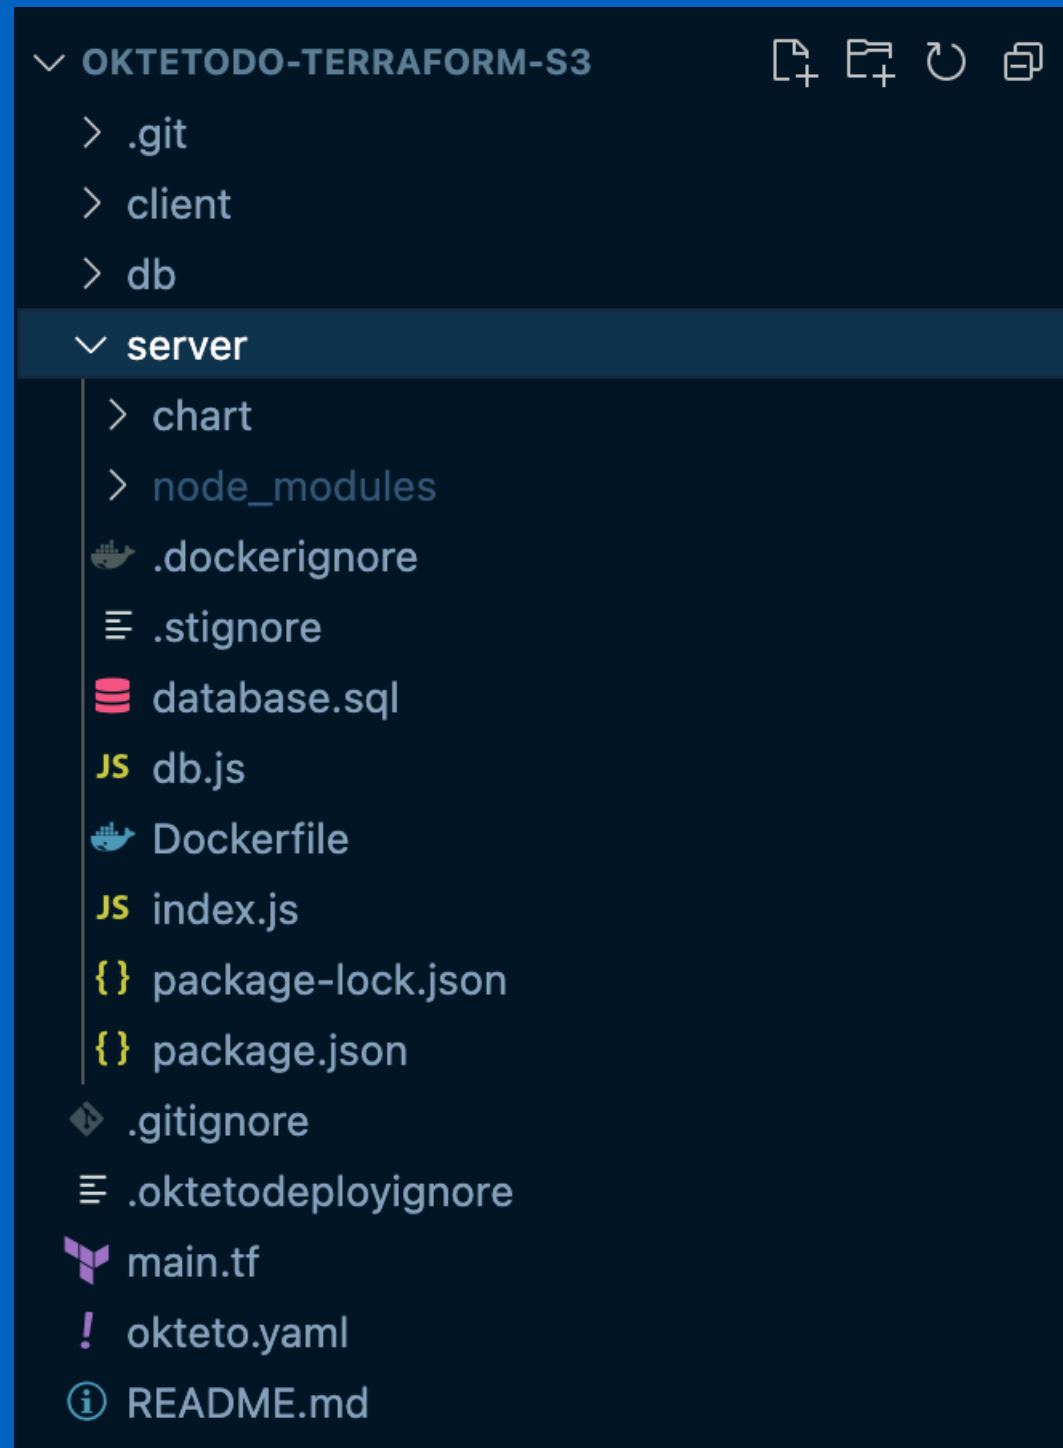 OKTETODO-TERRAFORM-S3
.git
client
db
server
chart
node_modules
.dockerignore
.stignore
database.sql
JS db.js
Dockerfile
JS index.js
{} package-lock.json
{} package.json
.gitignore
.oktetodeployignore
main.tf
! okteto.yaml
README.md